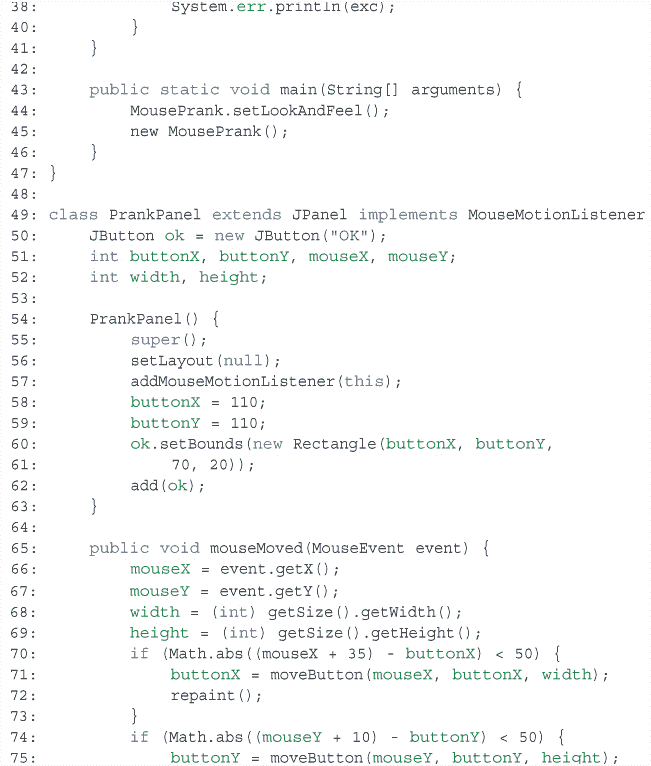 38:             System.err.println(exc);
40:         }
41:     }
42:
43:     public static void main(String[] arguments) {
44:         MousePrank.setLookAndFeel();
45:         new MousePrank();
46:     }
47: }
48:
49: class PrankPanel extends JPanel implements MouseMotionListener
50:     JButton ok = new JButton("OK");
51:     int buttonX, buttonY, mouseX, mouseY;
52:     int width, height;
53:
54:     PrankPanel() {
55:         super();
56:         setLayout(null);
57:         addMouseMotionListener(this);
58:         buttonX = 110;
59:         buttonY = 110;
60:         ok.setBounds(new Rectangle(buttonX, buttonY,
61:             70, 20));
62:         add(ok);
63:     }
64:
65:     public void mouseMoved(MouseEvent event) {
66:         mouseX = event.getX();
67:         mouseY = event.getY();
68:         width = (int) getSize().getWidth();
69:         height = (int) getSize().getHeight();
70:         if (Math.abs((mouseX + 35) - buttonX) < 50) {
71:             buttonX = moveButton(mouseX, buttonX, width);
72:             repaint();
73:         }
74:         if (Math.abs((mouseY + 10) - buttonY) < 50) {
75:             buttonY = moveButton(mouseY, buttonY, height);